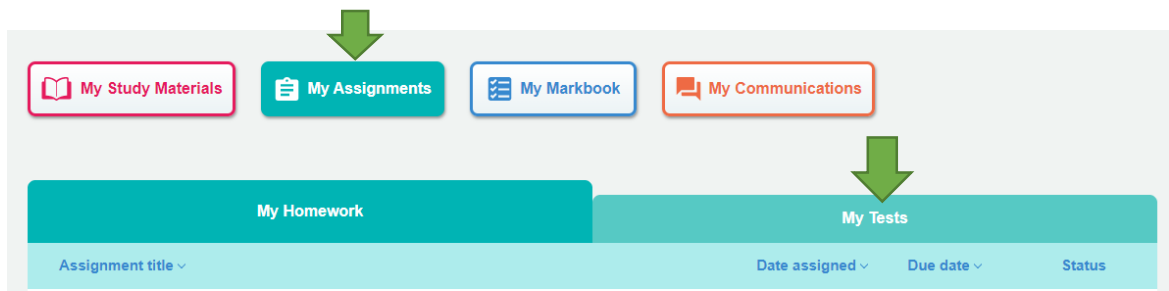 My Study Materials My Assignments My Markbook My Communications
My Homework My Tests
Assignment title Date assigned Due date Status